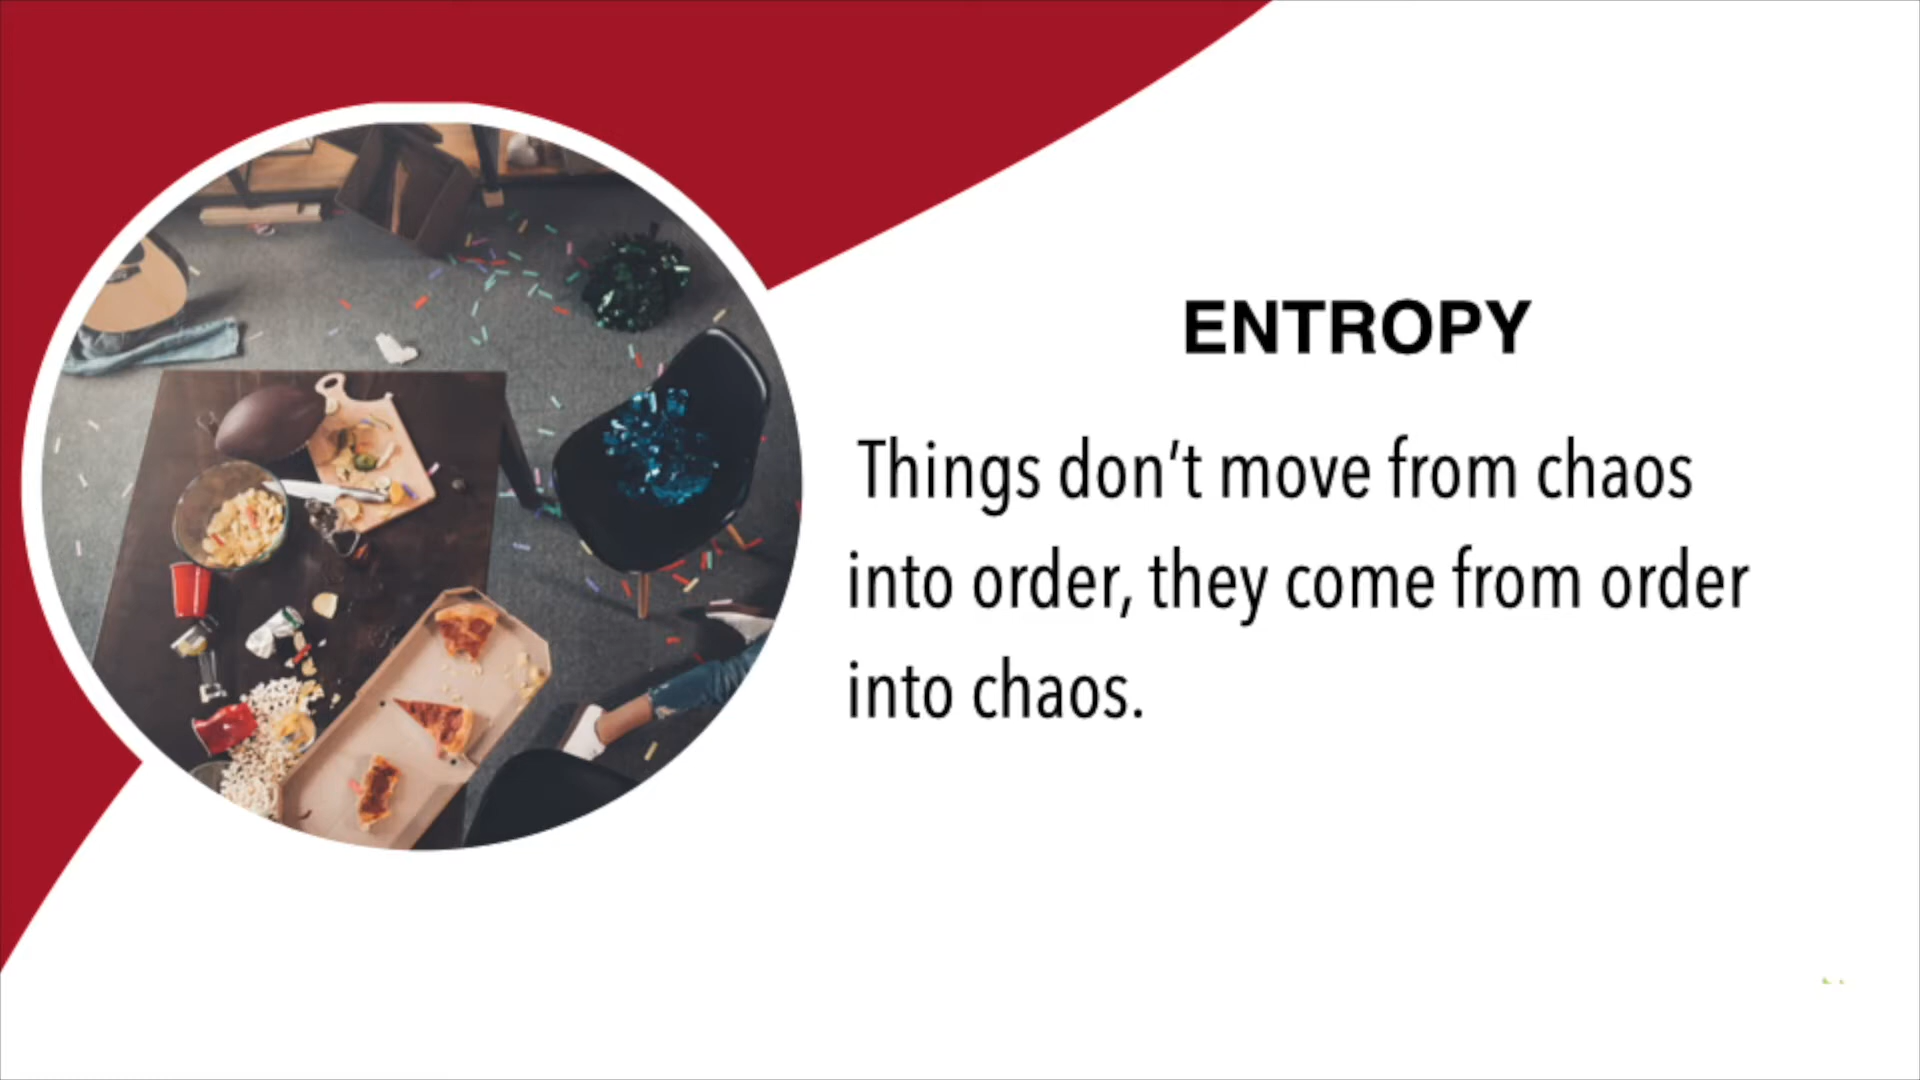 ENTROPY
Things don’t move from chaos
into order, they come from order
into chaos.